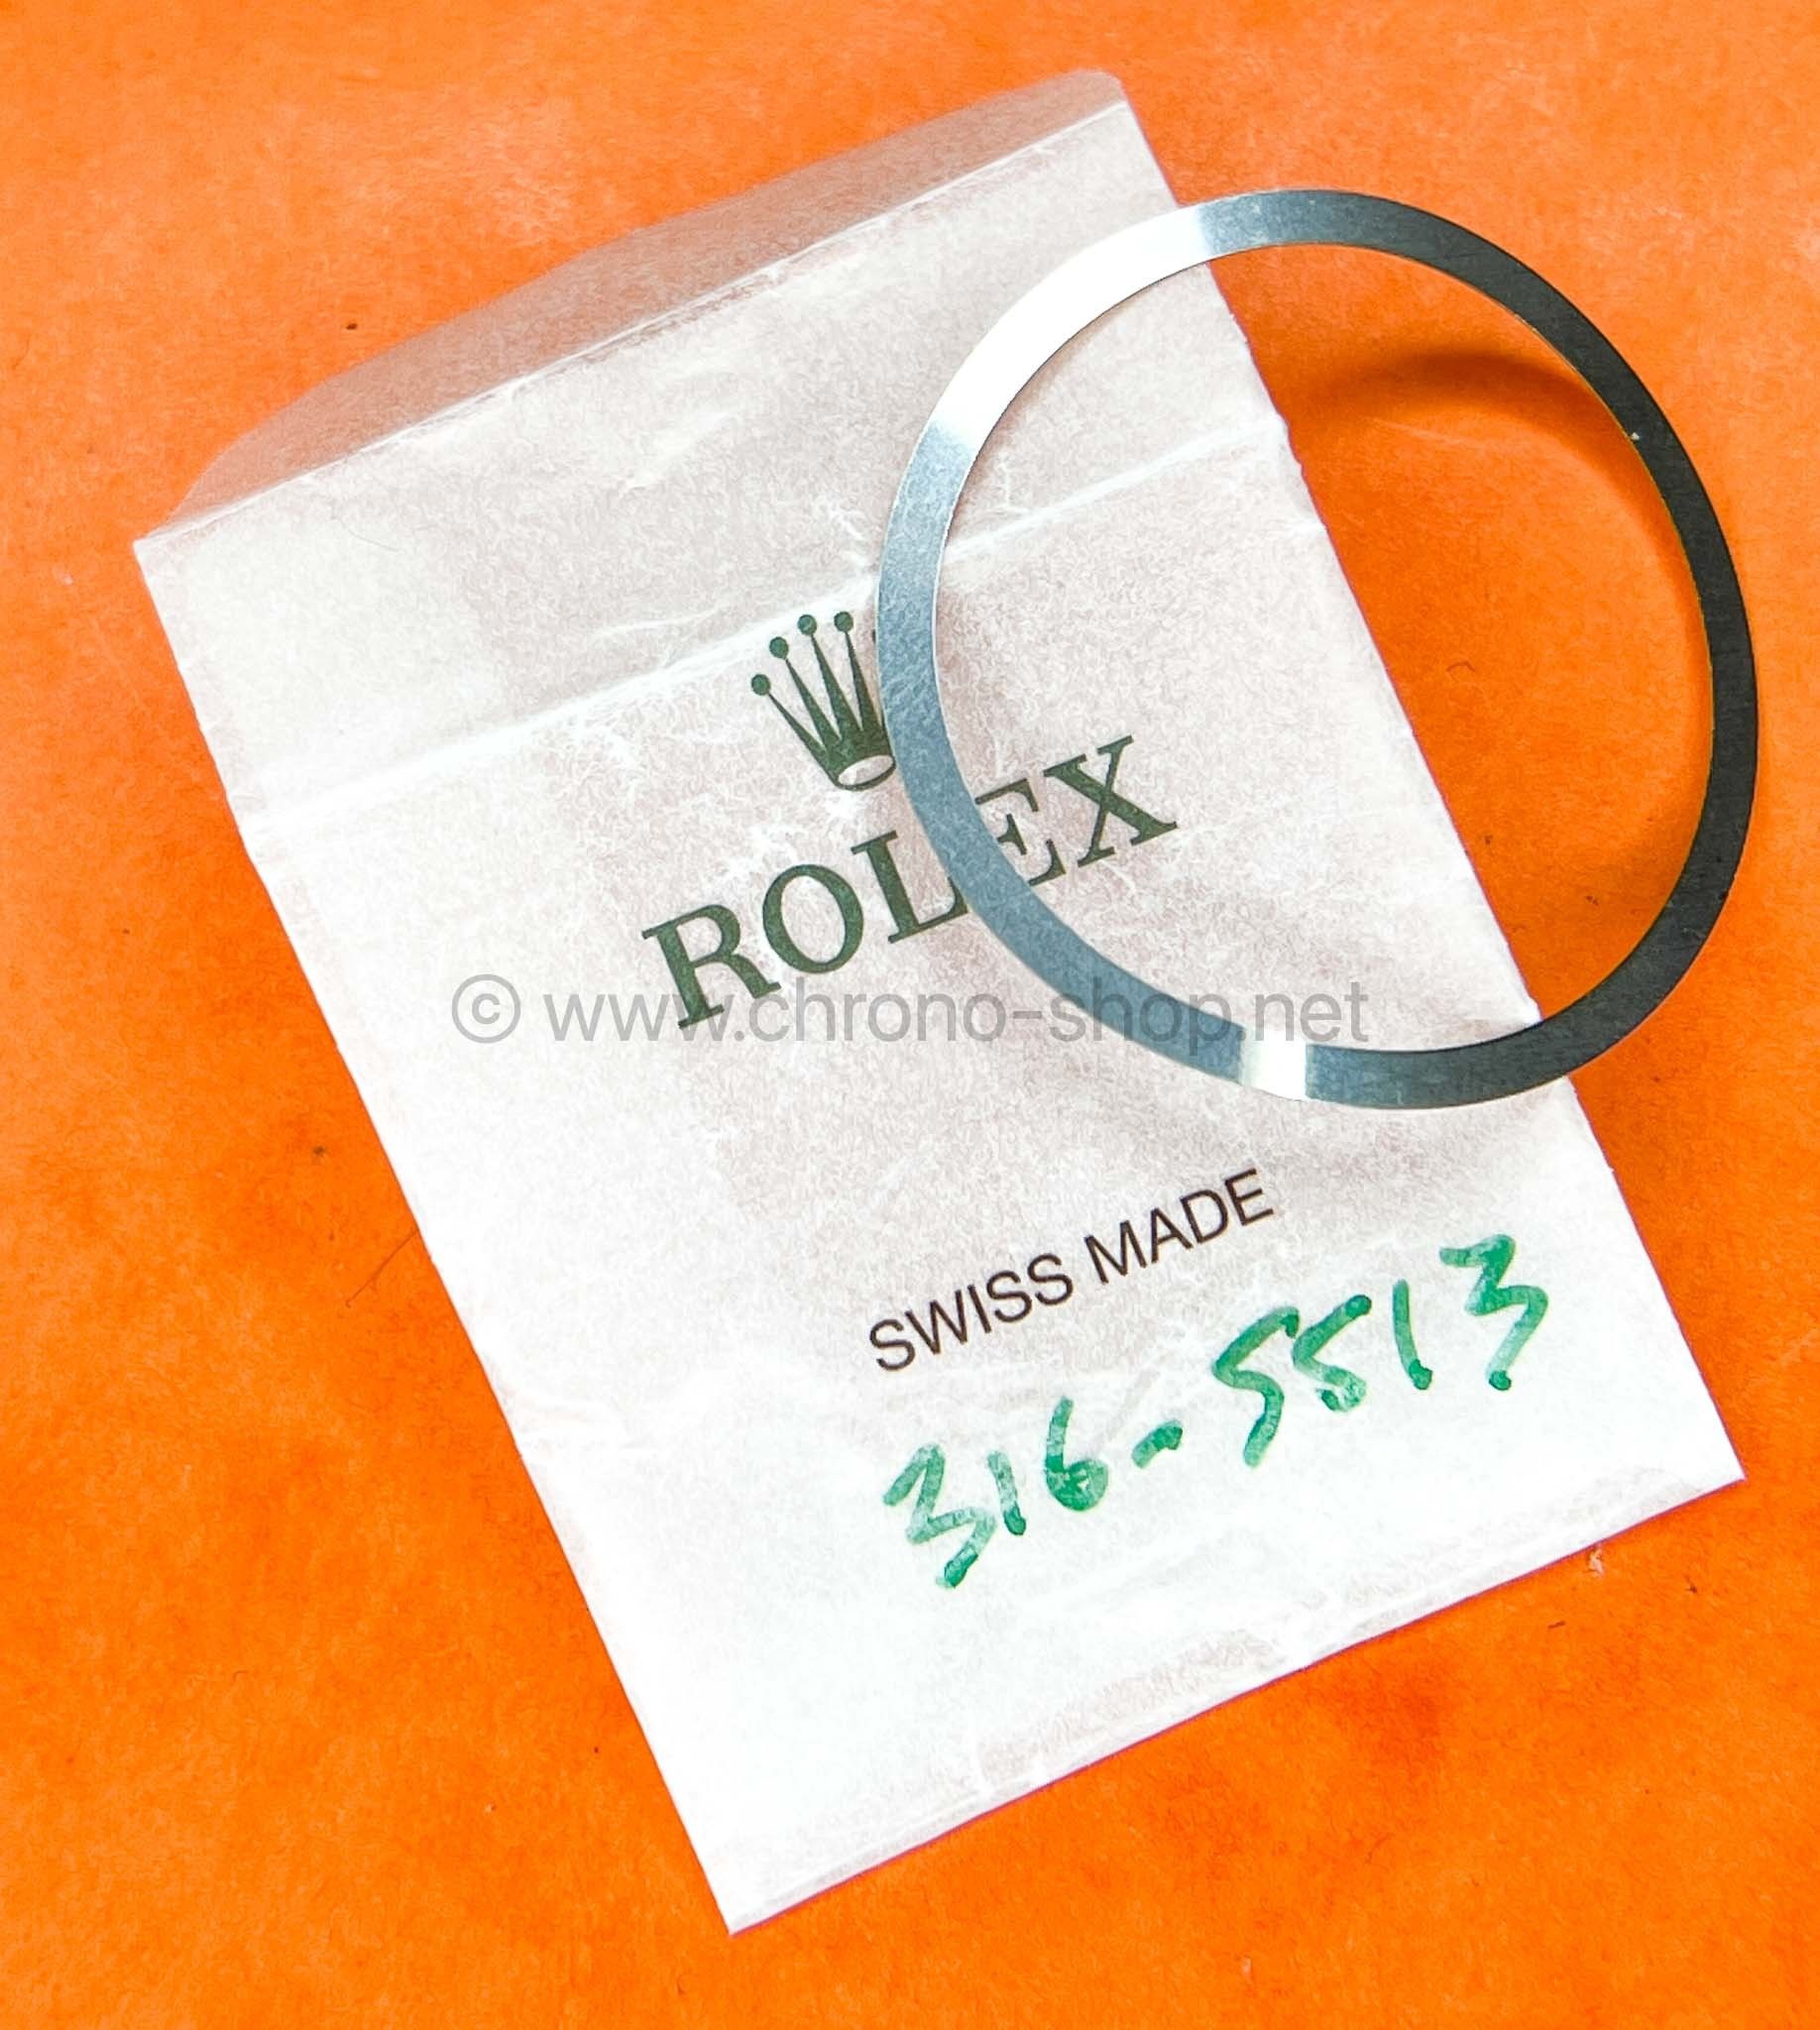 ROLEX
© www.chrono-shop.net
SWISS MADE
316-5513